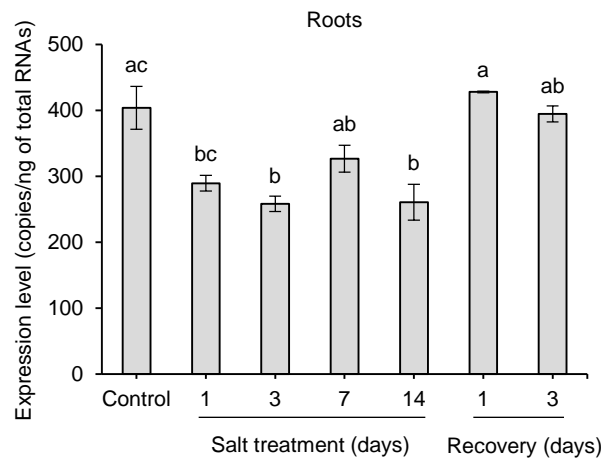 Roots
Expression level (copies/ng of total RNAs)
500
400
300
200
100
0
ac
bc
b
ab
b
a
ab
Control 1 3 7 14 1 3
Salt treatment (days) Recovery (days)